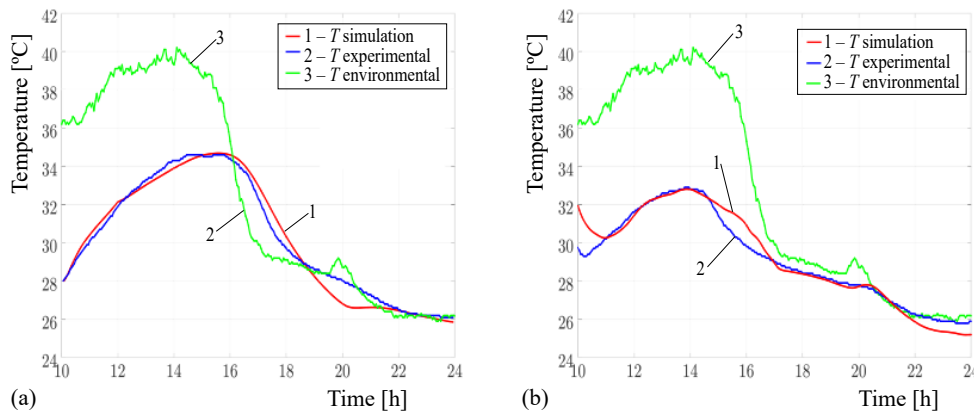 42
40
38
36
34
32
30
28
26
24
Temperature [ºC]
10 12 14 16 18 20 22 24
Time [h]
(a)
1 – T simulation
2 – T experimental
3 – T environmental
3
1
2
42
40
38
36
34
32
30
28
26
24
Temperature [ºC]
10 12 14 16 18 20 22 24
Time [h]
(b)
1 – T simulation
2 – T experimental
3 – T environmental
3
1
2